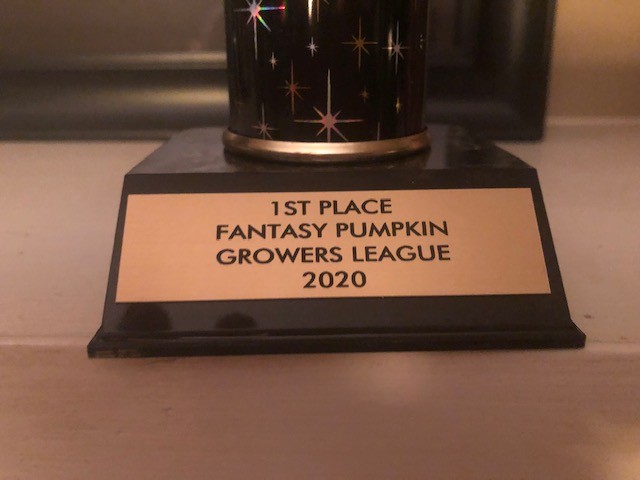 1ST PLACE
FANTASY PUMPKIN
GROWERS LEAGUE
2020